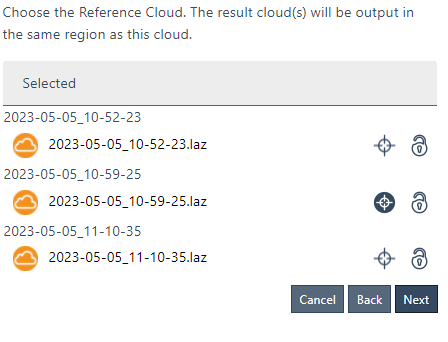 Choose the Reference Cloud. The result cloud(s) will be output in
the same region as this cloud.
Selected
2023-05-05_10-52-23
2023-05-05_10-52-23.laz
2023-05-05_10-59-25
2023-05-05_10-59-25.laz
2023-05-05_11-10-35
2023-05-05_11-10-35.laz
Cancel Back Next